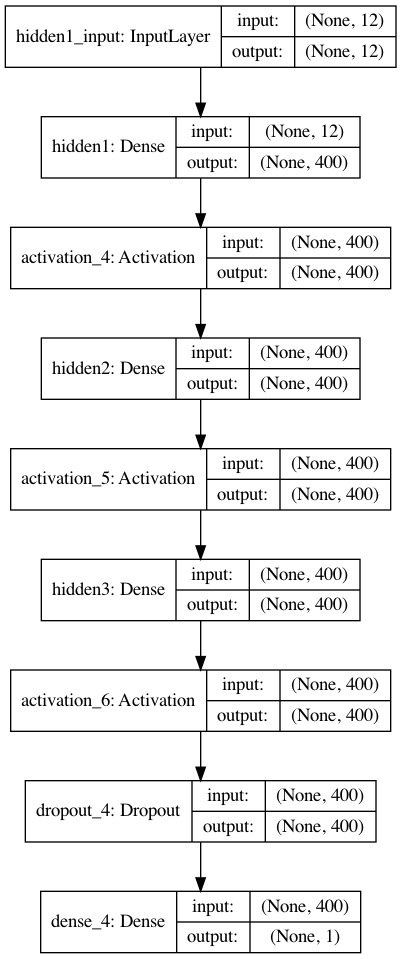 hidden1_input: InputLayer input: (None, 12)
output: (None, 12)
hidden1: Dense input: (None, 12)
output: (None, 400)
activation_4: Activation input: (None, 400)
output: (None, 400)
hidden2: Dense input: (None, 400)
output: (None, 400)
activation_5: Activation input: (None, 400)
output: (None, 400)
hidden3: Dense input: (None, 400)
output: (None, 400)
activation_6: Activation input: (None, 400)
output: (None, 400)
dropout_4: Dropout input: (None, 400)
output: (None, 400)
dense_4: Dense input: (None, 400)
output: (None, 1)